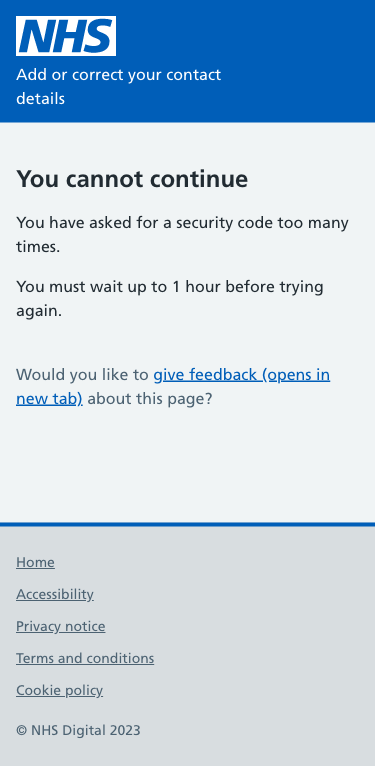 NHS
Add or correct your contact
details
You cannot continue
You have asked for a security code too many
times.
You must wait up to 1 hour before trying
again.
Would you like to give feedback (opens in
new tab) about this page?
Home
Accessibility
Privacy notice
Terms and conditions
Cookie policy
© NHS Digital 2023